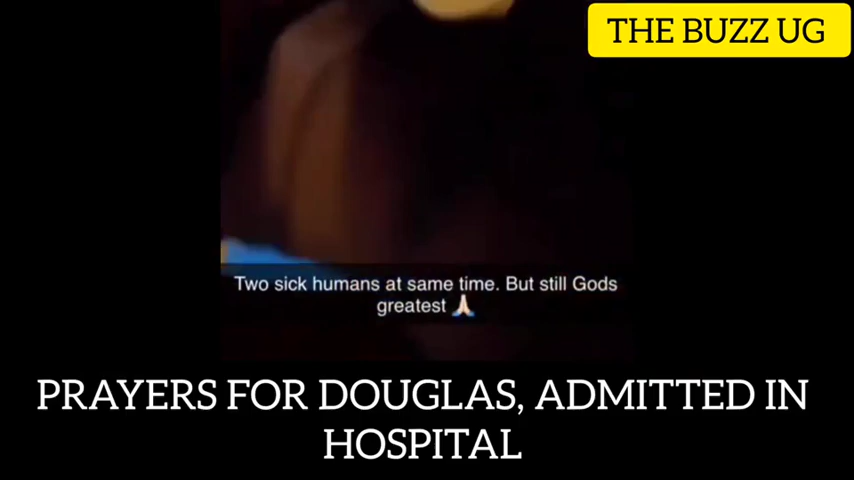 THE BUZZ UG
Two sick humans at same time. But still Gods
greatest 🙏🏻
PRAYERS FOR DOUGLAS, ADMITTED IN
HOSPITAL